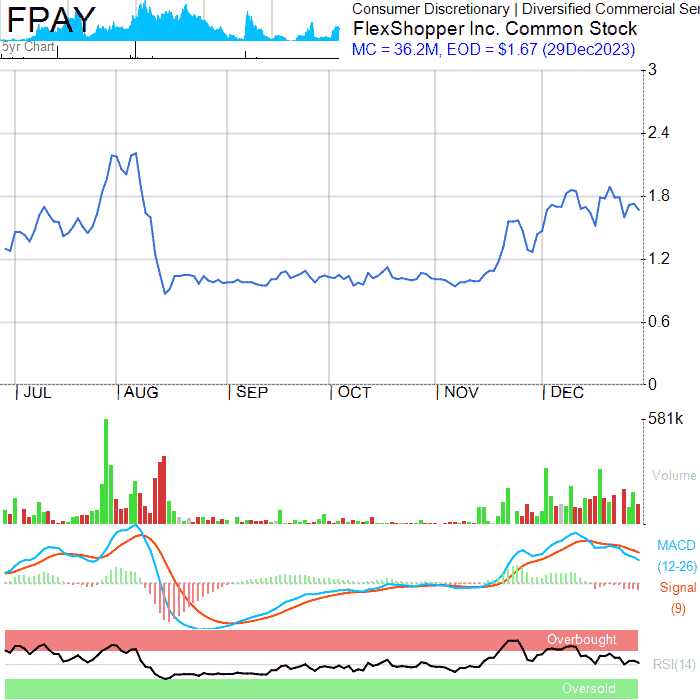 FPAY
5yr Chart
Consumer Discretionary | Diversified Commercial Ser
FlexShopper Inc. Common Stock
MC = 36.2M, EOD = $1.67 (29Dec2023)
3
2.4
1.8
1.2
0.6
0
| JUL | AUG | SEP | OCT | NOV | DEC
581k
Volume
MACD
(12-26)
Signal
(9)
Overbought
RSI(14)
Oversold